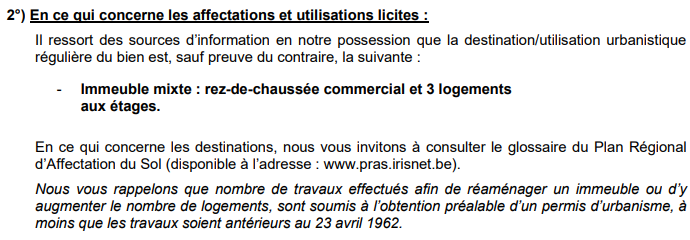 2°) En ce qui concerne les affectations et utilisations licites :
Il ressort des sources d'information en notre possession que la destination/utilisation urbanistique
régulière du bien est, sauf preuve du contraire, la suivante :
- Immeuble mixte : rez-de-chaussée commercial et 3 logements
aux étages.
En ce qui concerne les destinations, nous vous invitons à consulter le glossaire du Plan Régional
d'Affectation du Sol (disponible à l'adresse : www.pras.irisnet.be).
Nous vous rappelons que nombre de travaux effectués afin de réaménager un immeuble ou d'y
augmenter le nombre de logements, sont soumis à l'obtention préalable d'un permis d'urbanisme, à
moins que les travaux soient antérieurs au 23 avril 1962.